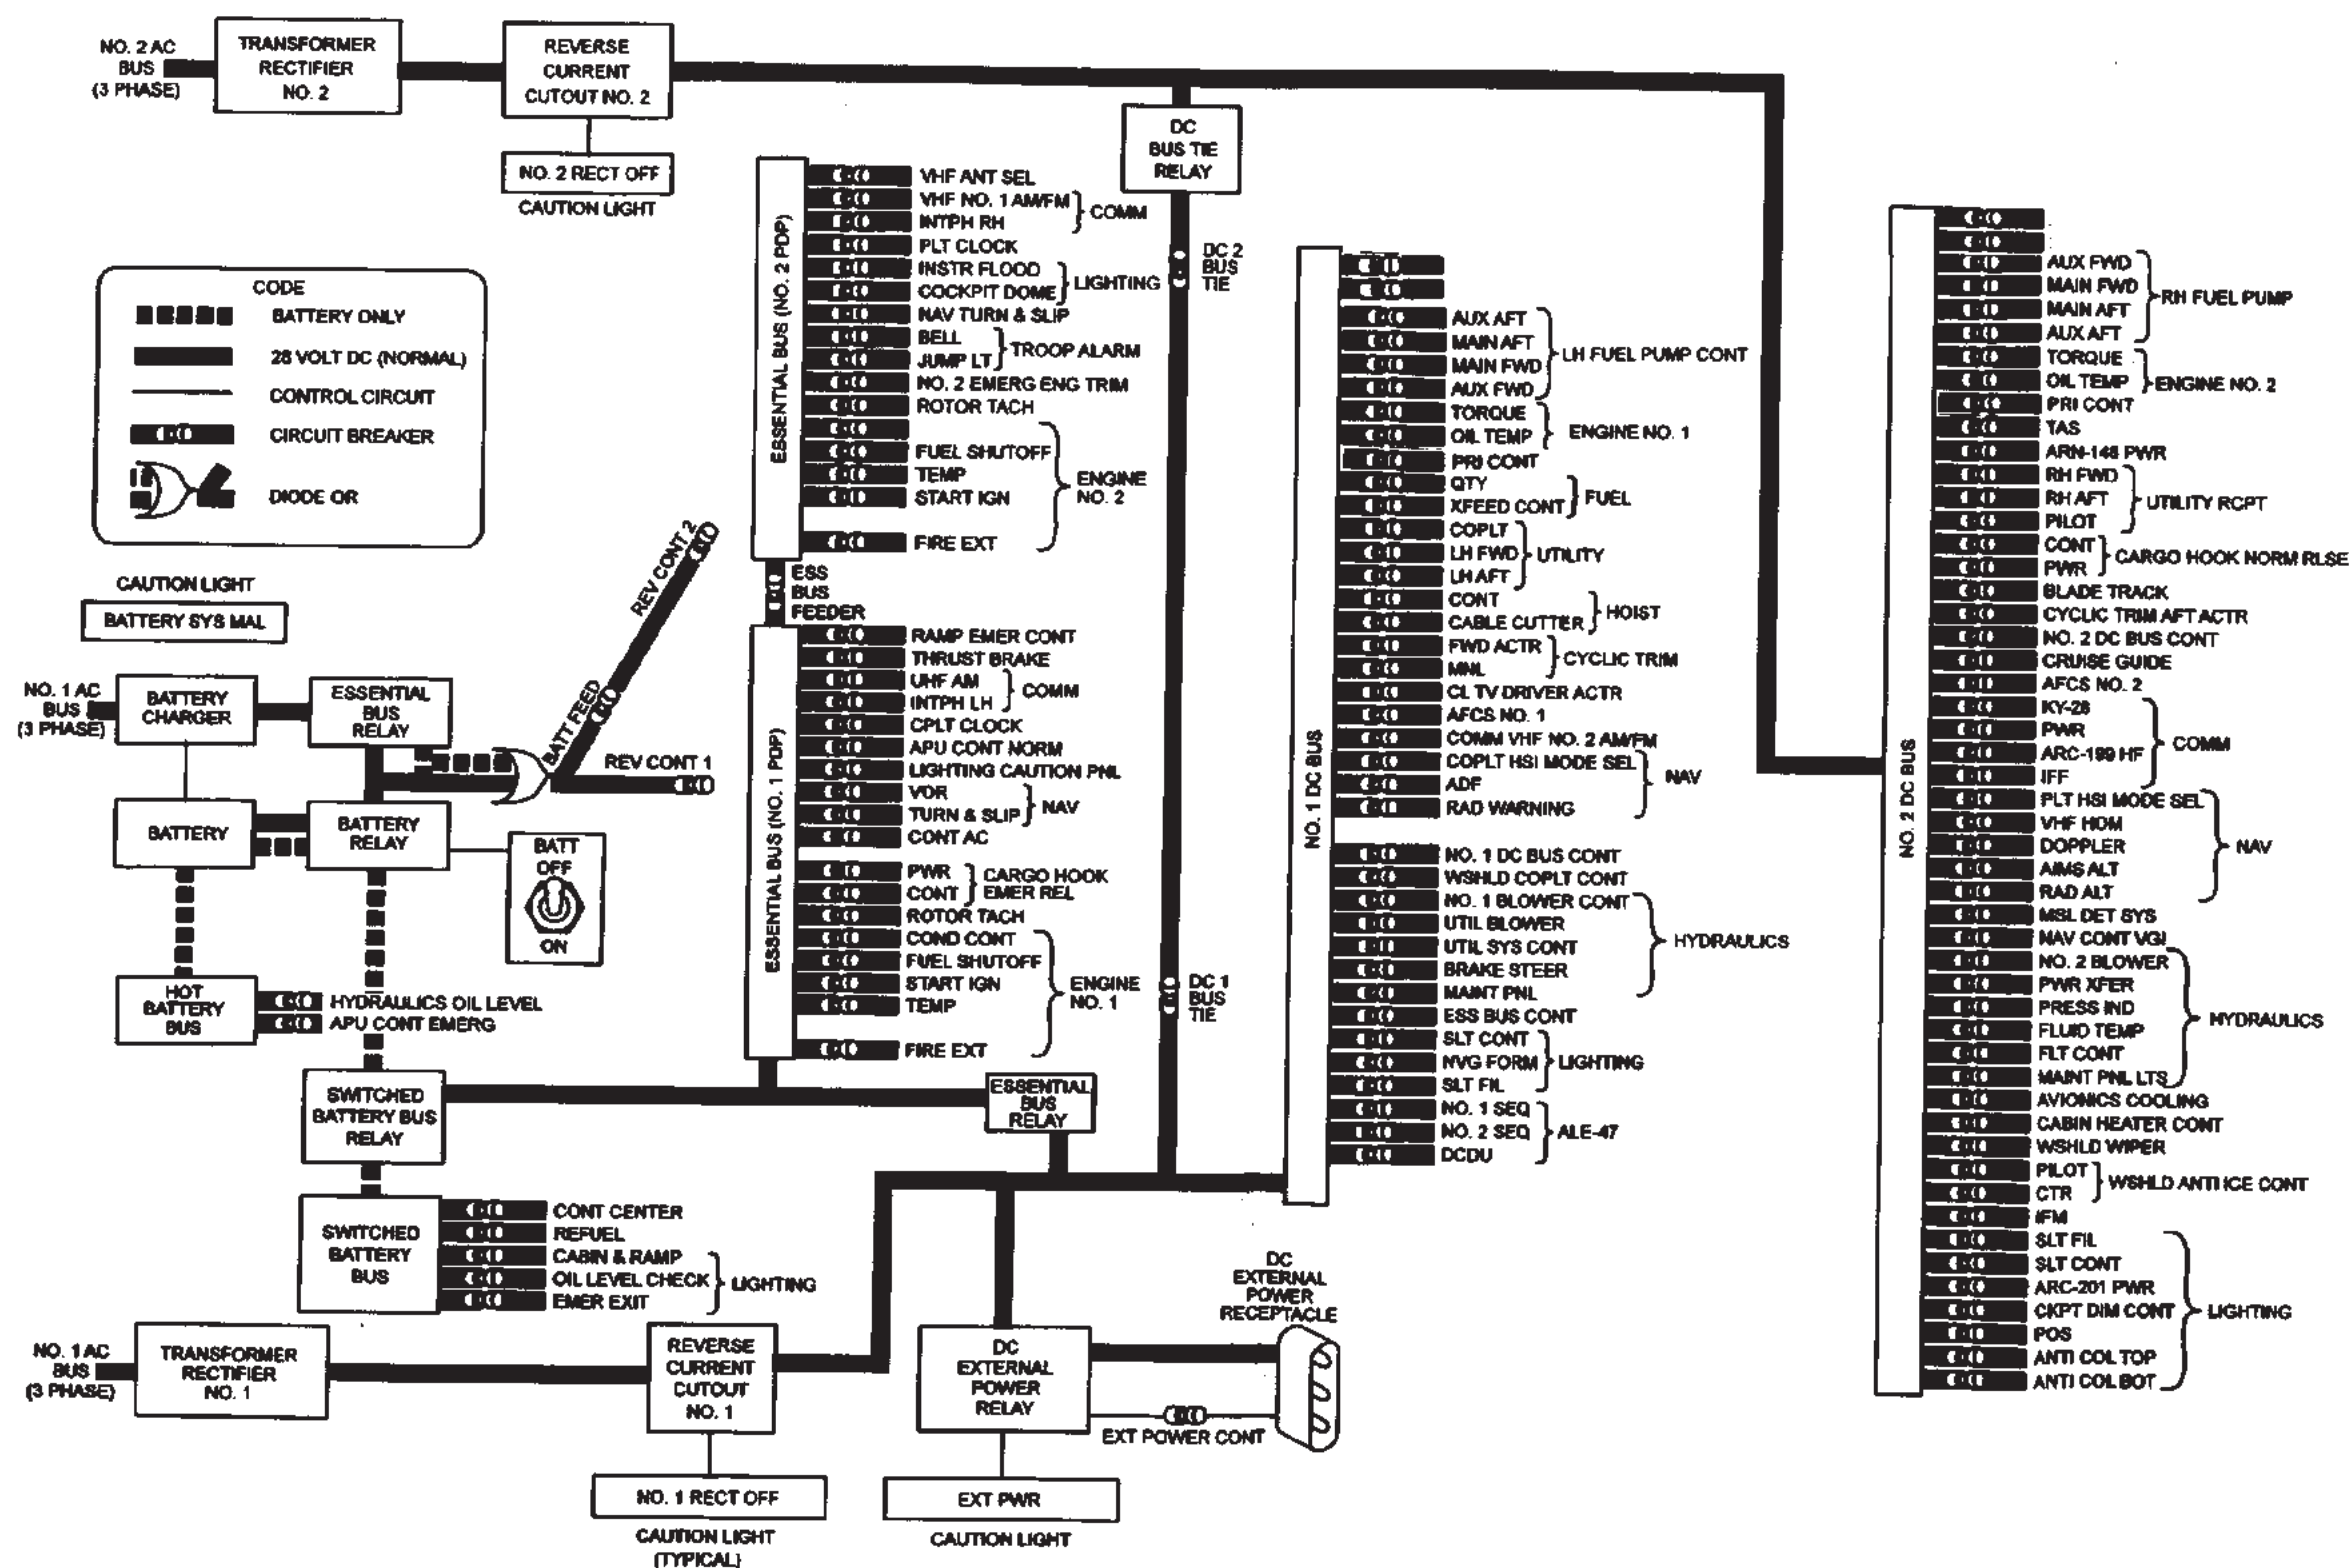 NO. 2 AC
BUS
(3 PHASE)
TRANSFORMER
RECTIFIER
NO. 2
REVERSE
CURRENT
CUTOUT NO. 2
NO. 2 RECT OFF
CAUTION LIGHT
DC
BUS TIE
RELAY
DC 2
BUS
TIE
CODE
BATTERY ONLY
28 VOLT DC (NORMAL)
CONTROL CIRCUIT
CIRCUIT BREAKER
DIODE OR
ESSENTIAL BUS (NO. 2 PDP)
VHF ANT SEL
VHF NO. 1 AM/FM
INTPH RH
COMM
PLT CLOCK
INSTR FLOOD
COCKPIT DOME
LIGHTING
NAV TURN & SLIP
BELL
JUMP LT
TROOP ALARM
NO. 2 EMERG ENG TRIM
ROTOR TACH
FUEL SHUTOFF
TEMP
START IGN
FIRE EXT
ENGINE
NO. 2
ESS
BUS
FEEDER
CAUTION LIGHT
BATTERY SYS MAL
NO. 1 AC
BUS
(3 PHASE)
BATTERY
CHARGER
ESSENTIAL
BUS
RELAY
BATT FEED
REV CONT 2
REV CONT 1
BATTERY
BATTERY
RELAY
BATT
OFF
ON
HOT
BATTERY
BUS
HYDRAULICS OIL LEVEL
APU CONT EMERG
ESSENTIAL BUS (NO. 1 PDP)
RAMP EMER CONT
THRUST BRAKE
UHF AM
INTPH LH
COMM
CPLT CLOCK
APU CONT NORM
LIGHTING CAUTION PNL
VOR
TURN & SLIP
NAV
CONT AC
PWR
CONT
CARGO HOOK
EMER REL
ROTOR TACH
COND CONT
FUEL SHUTOFF
START IGN
TEMP
FIRE EXT
ENGINE
NO. 1
DC 1
BUS
TIE
SWITCHED
BATTERY BUS
RELAY
ESSENTIAL
BUS
RELAY
SWITCHED
BATTERY
BUS
CONT CENTER
REFUEL
CABIN & RAMP
OIL LEVEL CHECK
EMER EXIT
LIGHTING
NO. 1 AC
BUS
(3 PHASE)
TRANSFORMER
RECTIFIER
NO. 1
REVERSE
CURRENT
CUTOUT
NO. 1
NO. 1 RECT OFF
CAUTION LIGHT
(TYPICAL)
DC
EXTERNAL
POWER
RELAY
EXT PWR
CAUTION LIGHT
DC
EXTERNAL
POWER
RECEPTACLE
EXT POWER CONT
NO. 1 DC BUS
AUX AFT
MAIN AFT
MAIN FWD
AUX FWD
LH FUEL PUMP CONT
TORQUE
OIL TEMP
ENGINE NO. 1
PRI CONT
QTY
XFEED CONT
FUEL
COPLT
LH FWD
LH AFT
UTILITY
CONT
CABLE CUTTER
HOIST
FWD ACTR
MNL
CYCLIC TRIM
CL TV DRIVER ACTR
AFCS NO. 1
COMM VHF NO. 2 AM/FM
COPLT HSI MODE SEL
ADF
RAD WARNING
NAV
NO. 1 DC BUS CONT
WSHLD COPLT CONT
NO. 1 BLOWER CONT
UTIL BLOWER
UTIL SYS CONT
BRAKE STEER
MAINT PNL
HYDRAULICS
ESS BUS CONT
SLT CONT
NVG FORM
SLT FIL
LIGHTING
NO. 1 SEQ
NO. 2 SEQ
DCDU
ALE-47
NO. 2 DC BUS
AUX FWD
MAIN FWD
MAIN AFT
AUX AFT
RH FUEL PUMP
TORQUE
OIL TEMP
ENGINE NO. 2
PRI CONT
TAS
ARN-148 PWR
RH FWD
RH AFT
PILOT
UTILITY RCPT
CONT
PWR
CARGO HOOK NORM RLSE
BLADE TRACK
CYCLIC TRIM AFT ACTR
NO. 2 DC BUS CONT
CRUISE GUIDE
AFCS NO. 2
KY-28
PWR
ARC-199 HF
IFF
COMM
PLT HSI MODE SEL
VHF HOM
DOPPLER
AIMS ALT
RAD ALT
NAV
MSL DET SYS
NAV CONT VGI
NO. 2 BLOWER
PWR XFER
PRESS IND
FLUID TEMP
FLT CONT
MAINT PNL LTS
HYDRAULICS
AVIONICS COOLING
CABIN HEATER CONT
WSHLD WIPER
PILOT
CTR
WSHLD ANTI ICE CONT
IFM
SLT FIL
SLT CONT
ARC-201 PWR
CKPT DIM CONT
POS
ANTI COL TOP
ANTI COL BOT
LIGHTING